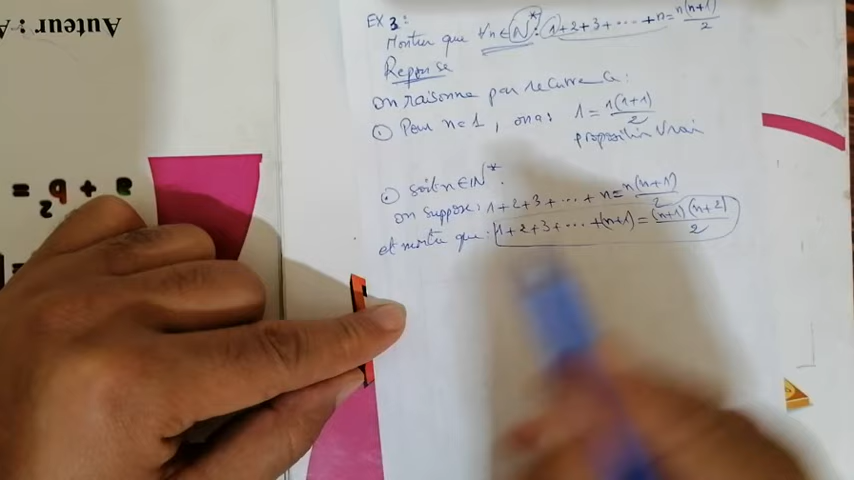 EX 3:
Montrer que ∀n ∈ ℕ*: 1+2+3+...+n = n(n+1)/2
Reponse
on raisonne par recurrence:
① Pour n=1, ona: 1 = 1(1+1)/2
proposition vrai
② soit n ∈ ℕ*.
on suppose: 1+2+3+...+n = n(n+1)/2
et montre que: 1+2+3+...+(n+1) = (n+1)(n+2)/2
Auteur :